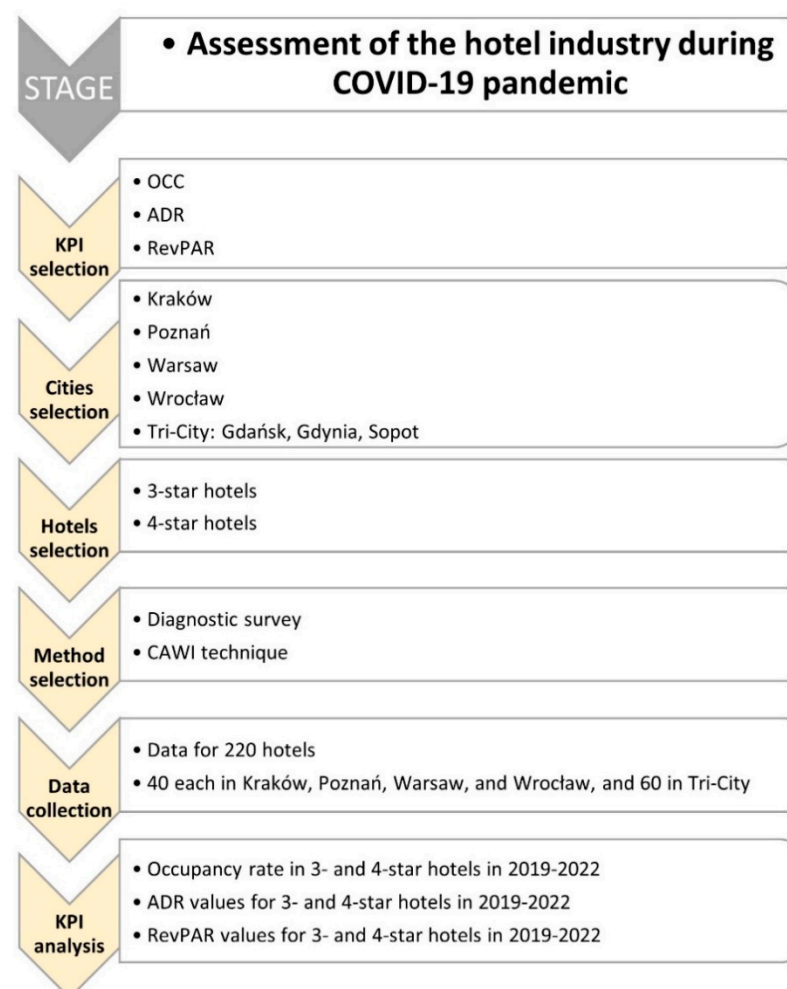 STAGE
• Assessment of the hotel industry during
COVID-19 pandemic
KPI
selection
• OCC
• ADR
• RevPAR
Cities
selection
• Kraków
• Poznań
• Warsaw
• Wrocław
• Tri-City: Gdańsk, Gdynia, Sopot
Hotels
selection
• 3-star hotels
• 4-star hotels
Method
selection
• Diagnostic survey
• CAWI technique
Data
collection
• Data for 220 hotels
• 40 each in Kraków, Poznań, Warsaw, and Wrocław, and 60 in Tri-City
KPI
analysis
• Occupancy rate in 3- and 4-star hotels in 2019-2022
• ADR values for 3- and 4-star hotels in 2019-2022
• RevPAR values for 3- and 4-star hotels in 2019-2022